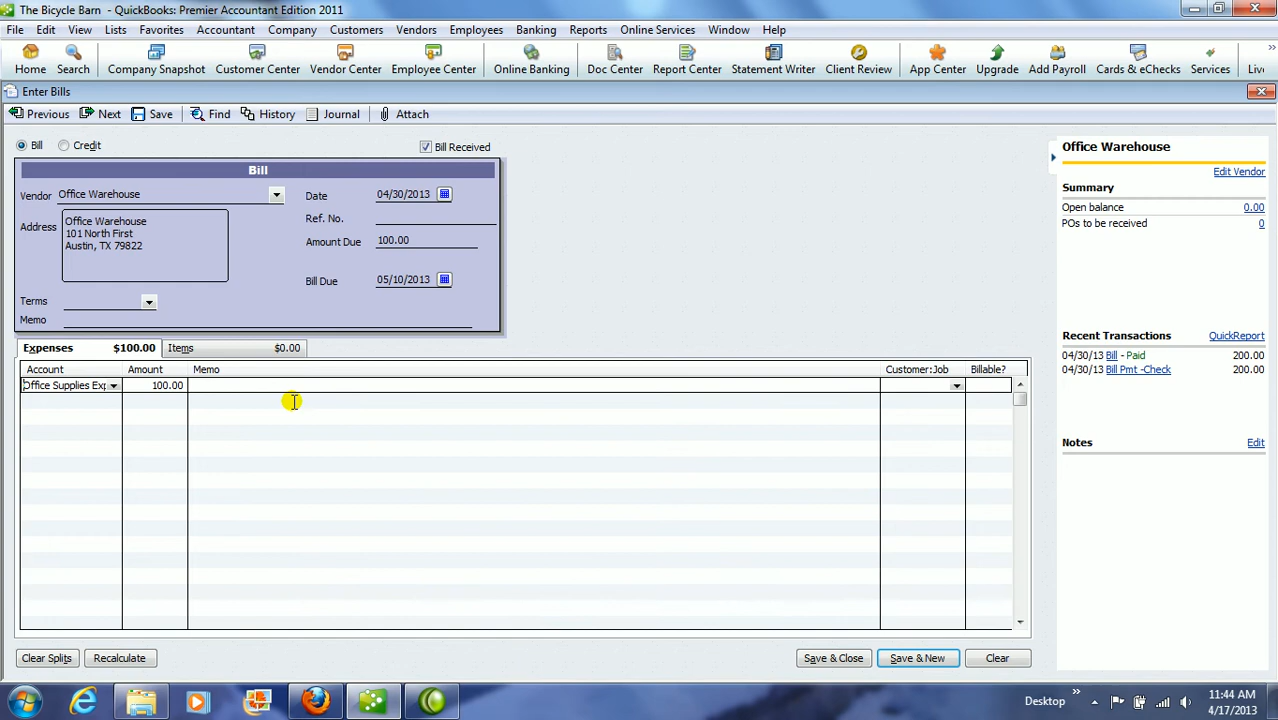 The Bicycle Barn - QuickBooks: Premier Accountant Edition 2011
File Edit View Lists Favorites Accountant Company Customers Vendors Employees Banking Reports Online Services Window Help
Home Search Company Snapshot Customer Center Vendor Center Employee Center Online Banking Doc Center Report Center Statement Writer Client Review App Center Upgrade Add Payroll Cards & eChecks Services Liv
Enter Bills
Previous Next Save Find History Journal Attach
Bill Credit Bill Received
Bill
Vendor Office Warehouse Date 04/30/2013
Address Office Warehouse
101 North First
Austin, TX 79822
Ref. No.
Amount Due 100.00
Bill Due 05/10/2013
Terms
Memo
Expenses $100.00 Items $0.00
Account Amount Memo Customer:Job Billable?
Office Supplies Exp 100.00
Clear Splits Recalculate Save & Close Save & New Clear
Office Warehouse
Edit Vendor
Summary
Open balance 0.00
POs to be received 0
Recent Transactions QuickReport
04/30/13 Bill - Paid 200.00
04/30/13 Bill Pmt -Check 200.00
Notes Edit
Desktop
11:44 AM
4/17/2013